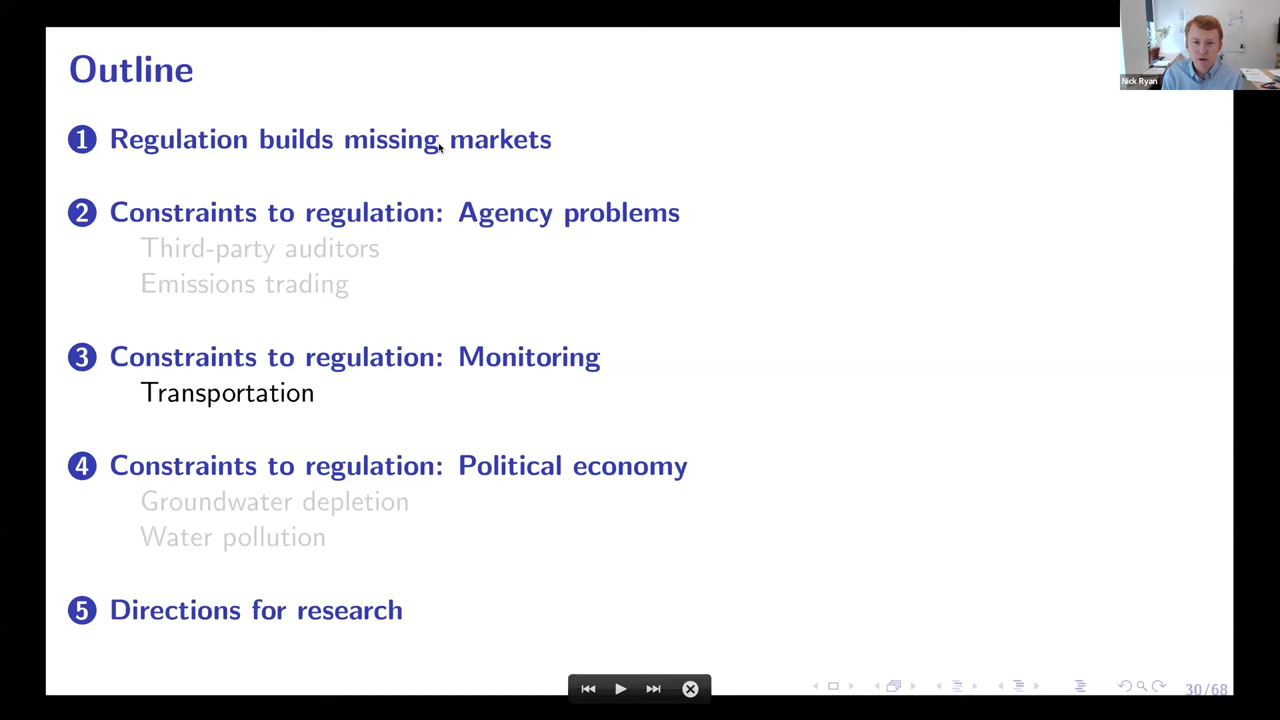 Outline
Nick Ryan
1 Regulation builds missing markets
2 Constraints to regulation: Agency problems
Third-party auditors
Emissions trading
3 Constraints to regulation: Monitoring
Transportation
4 Constraints to regulation: Political economy
Groundwater depletion
Water pollution
5 Directions for research
30/68